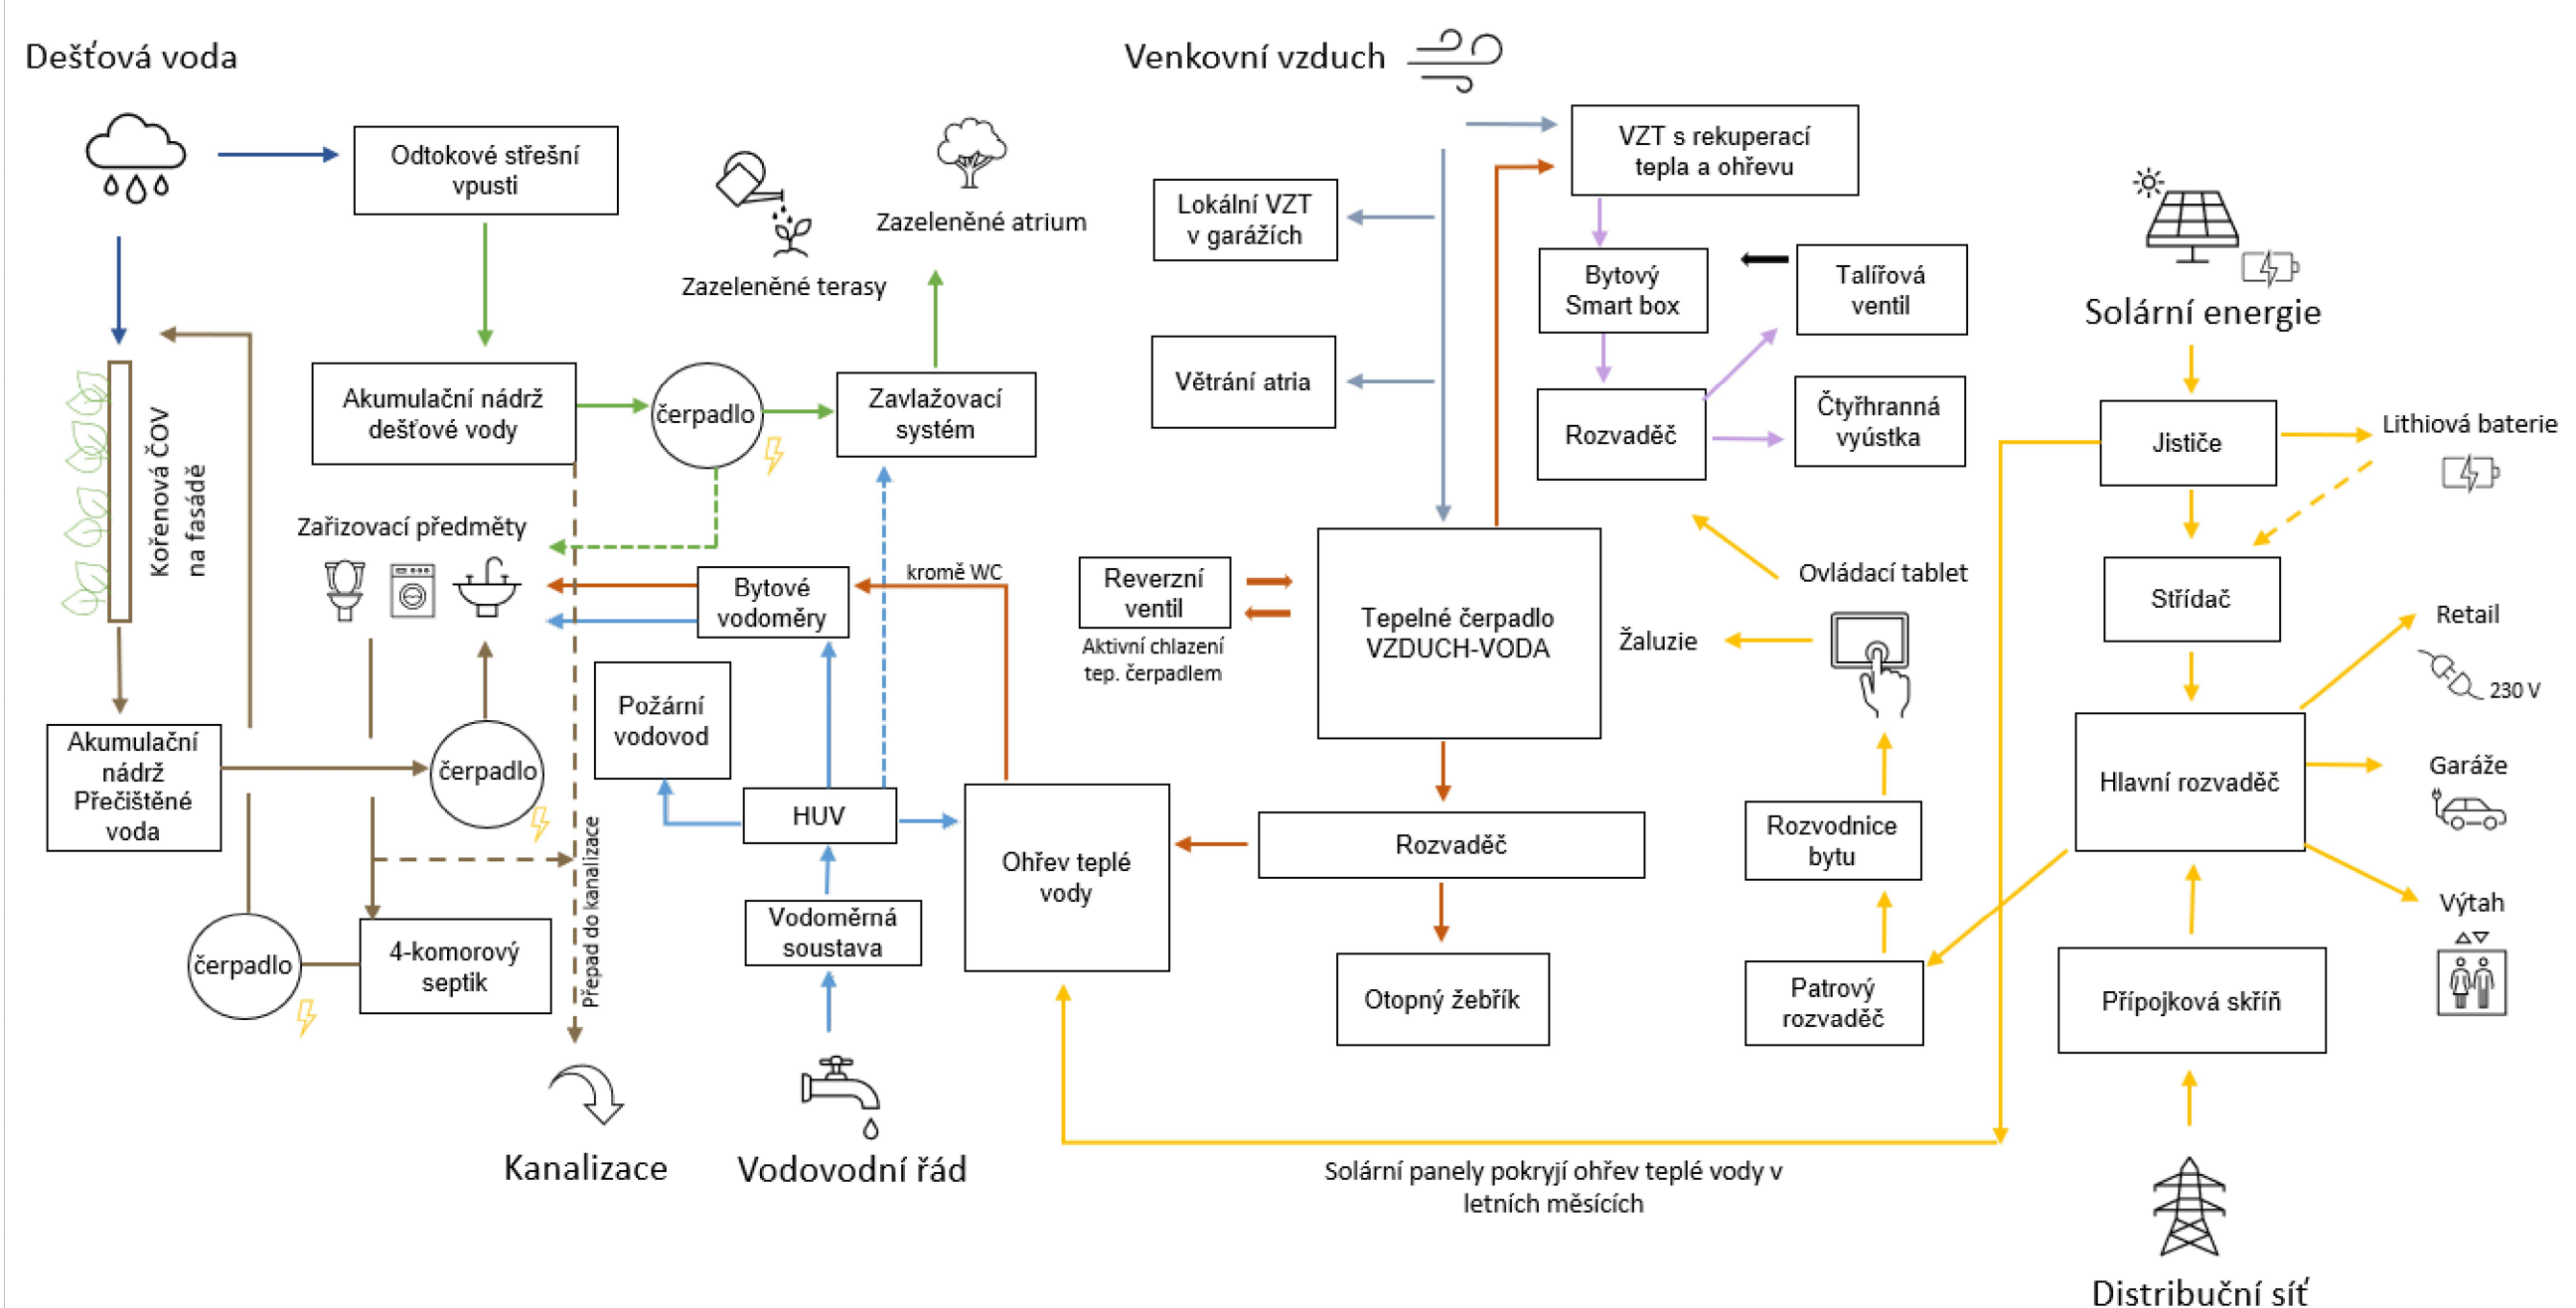 Dešťová voda
Odtokové střešní
vpusti
Zazeleněné terasy
Zazeleněné atrium
Kořenová ČOV
na fasádě
Akumulační nádrž
dešťové vody
čerpadlo
Zavlažovací
systém
Zařizovací předměty
Bytové
vodoměry
kromě WC
Požární
vodovod
Akumulační
nádrž
Přečištěné
voda
čerpadlo
HUV
Přepad do kanalizace
čerpadlo
4-komorový
septik
Vodoměrná
soustava
Ohřev teplé
vody
Kanalizace
Vodovodní řád
Venkovní vzduch
VZT s rekuperací
tepla a ohřevu
Lokální VZT
v garážích
Bytový
Smart box
Talířová
ventil
Větrání atria
Rozvaděč
Čtyřhranná
vyústka
Reverzní
ventil
Aktivní chlazení
tep. čerpadlem
Tepelné čerpadlo
VZDUCH-VODA
Ovládací tablet
Žaluzie
Rozvaděč
Rozvodnice
bytu
Otopný žebřík
Patrový
rozvaděč
Solární panely pokryjí ohřev teplé vody v
letních měsících
Solární energie
Jističe
Lithiová baterie
Střídač
Retail
230 V
Hlavní rozvaděč
Garáže
Výtah
Přípojková skříň
Distribuční síť